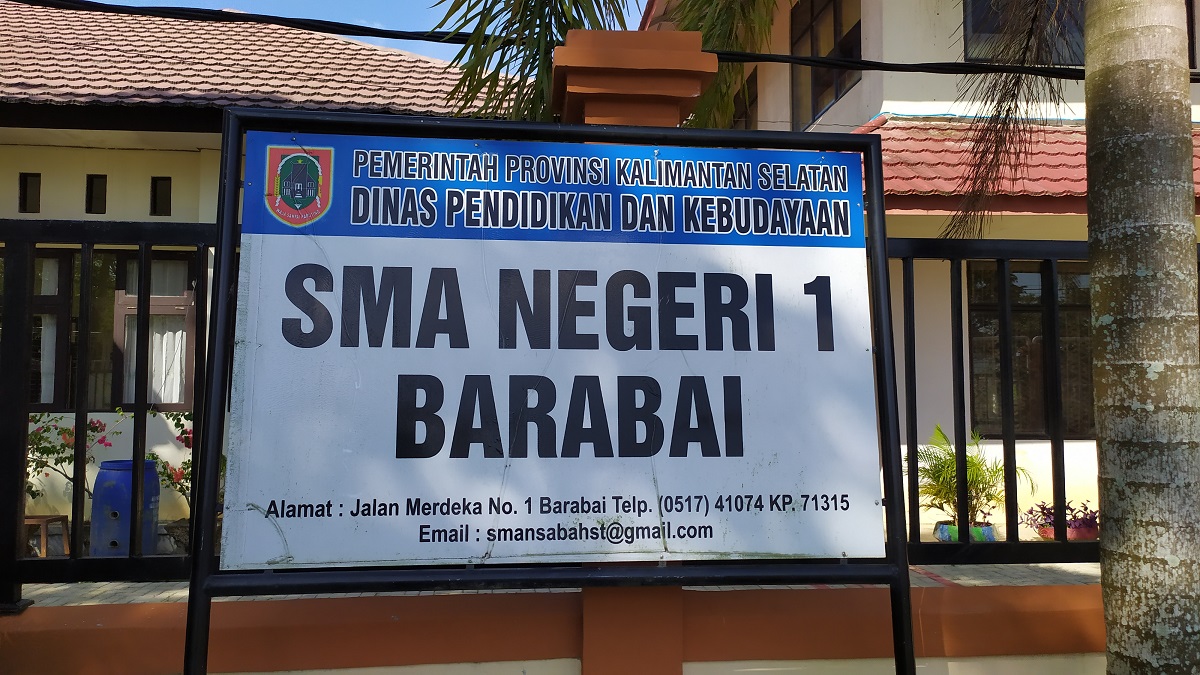 PEMERINTAH PROVINSI KALIMANTAN SELATAN
DINAS PENDIDIKAN DAN KEBUDAYAAN
SMA NEGERI 1
BARABAI
Alamat : Jalan Merdeka No. 1 Barabai Telp. (0517) 41074 KP. 71315
Email : smansabahst@gmail.com